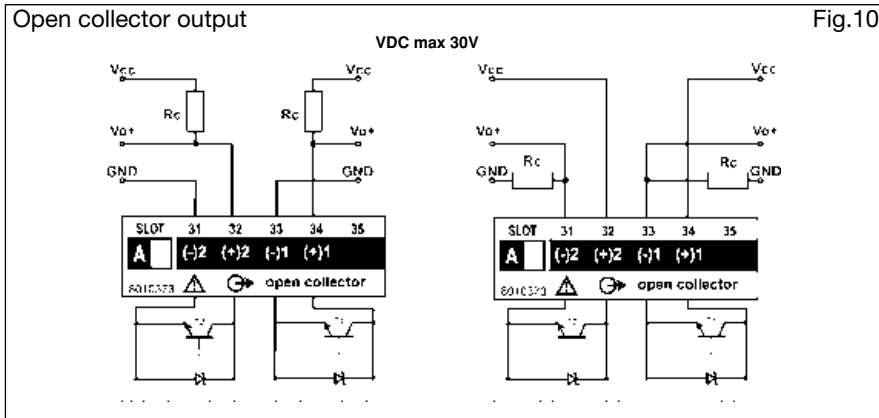 Open collector output Fig.10
VDC max 30V
Vcc Vcc Vcc Vcc
Rc Rc
Vo+ Vo+ Vo+ Vo+
GND GND GND Rc Rc GND
SLOT 31 32 33 34 35 SLOT 31 32 33 34 35
A (-)2 (+)2 (-)1 (+)1 A (-)2 (+)2 (-)1 (+)1
open collector open collector